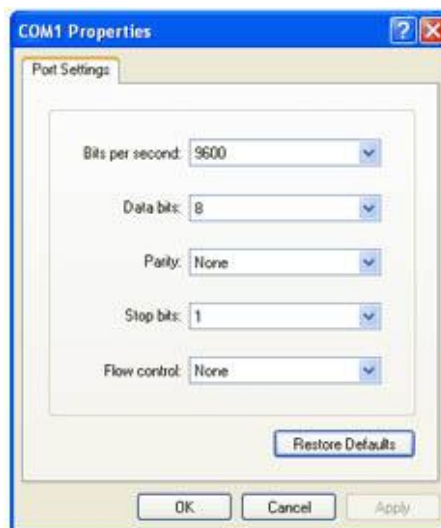 COM1 Properties
Port Settings
Bits per second: 9600
Data bits: 8
Parity: None
Stop bits: 1
Flow control: None
Restore Defaults
OK Cancel Apply